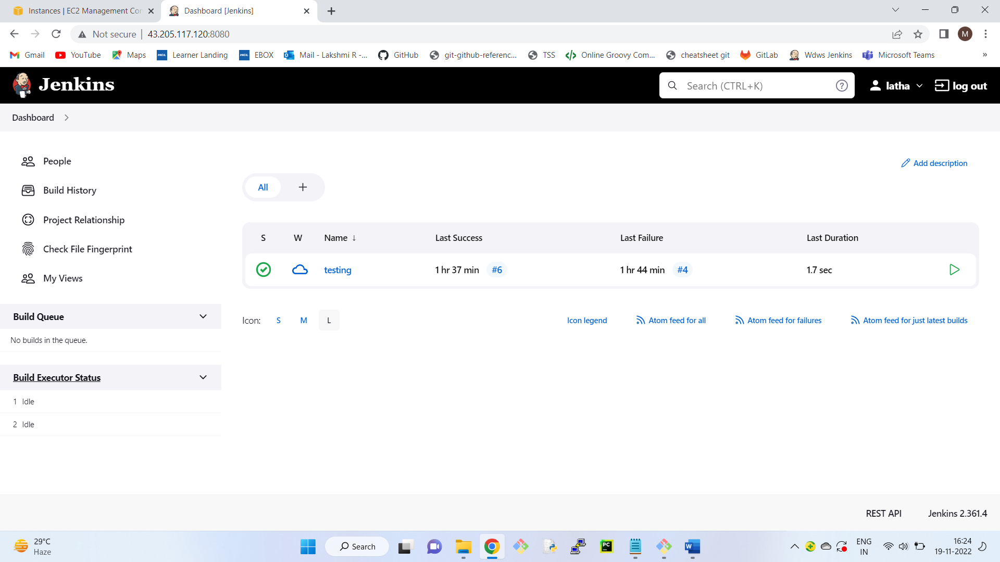 Instances | EC2 Management Con
Dashboard [Jenkins]
Not secure | 43.205.117.120:8080
M
Gmail
YouTube
Maps
HCL Learner Landing
HCL EBOX
Mail - Lakshmi R -...
GitHub
git-github-referenc...
TSS
Online Groovy Com...
cheatsheet git
GitLab
Wdws Jenkins
Microsoft Teams
»
Jenkins
Search (CTRL+K)
latha
log out
Dashboard
People
Build History
Project Relationship
Check File Fingerprint
My Views
Add description
All +
S W Name ↓ Last Success Last Failure Last Duration
testing 1 hr 37 min #6 1 hr 44 min #4 1.7 sec
Icon: S M L
Icon legend Atom feed for all Atom feed for failures Atom feed for just latest builds
Build Queue
No builds in the queue.
Build Executor Status
1 Idle
2 Idle
REST API Jenkins 2.361.4
29°C
Haze
Search
PC
W
ENG
IN
16:24
19-11-2022